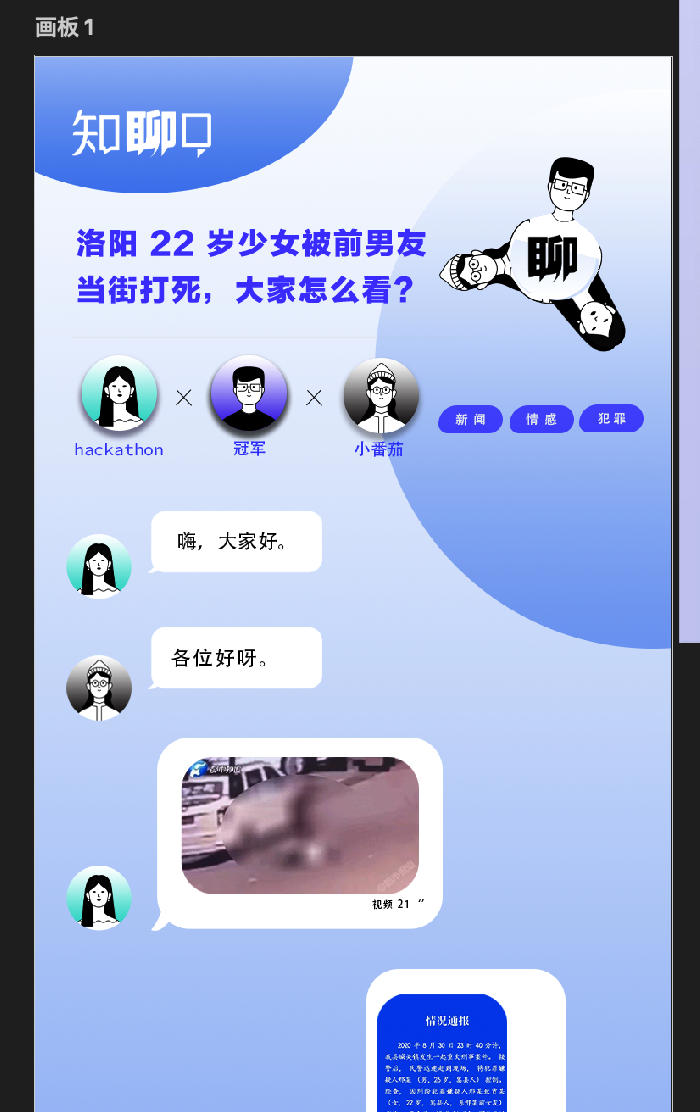 画板 1
知聊
洛阳 22 岁少女被前男友
当街打死，大家怎么看？
聊
hackathon
冠军
小番茄
新闻
情感
犯罪
嗨，大家好。
各位好呀。
视频 21 ″
情况通报
2020 年 8 月 30 日 23 时 40 分许，